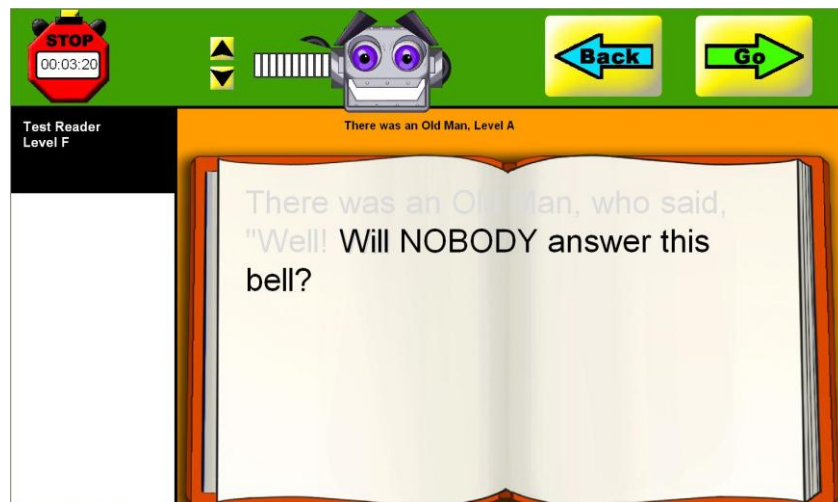 STOP
00:03:20
Back
Go
Test Reader
Level F
There was an Old Man, Level A
There was an Old Man, who said,
"Well! Will NOBODY answer this
bell?